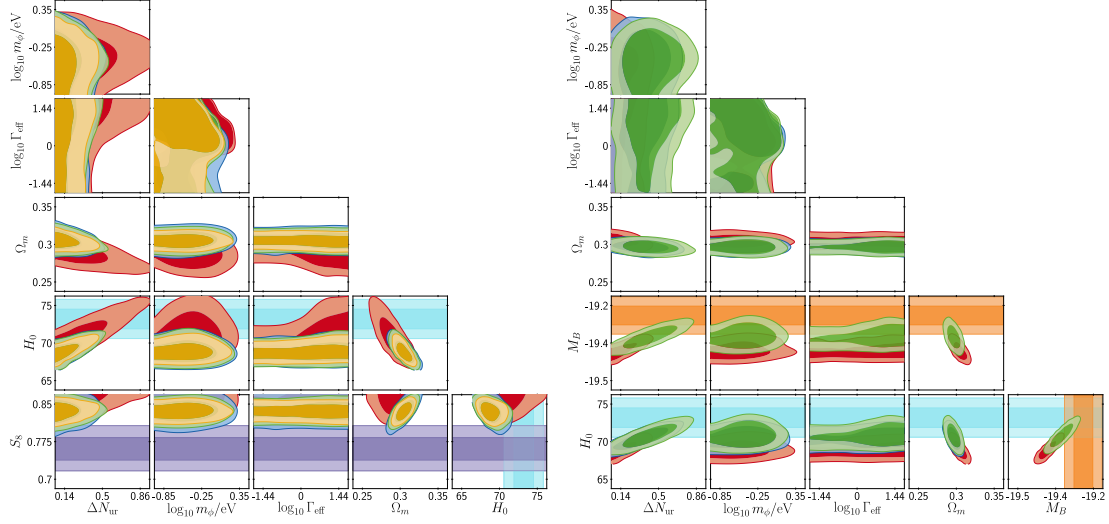 0.35
-0.25
-0.85
log₁₀ m_ϕ/eV
1.44
0
-1.44
log₁₀ Γ_eff
0.35
0.3
0.25
Ω_m
75
70
65
H₀
0.85
0.775
0.7
S₈
0.14 0.5 0.86
-0.85 -0.25 0.35
-1.44 0 1.44
0.3 0.35
65 70 75
ΔN_ur
log₁₀ m_ϕ/eV
log₁₀ Γ_eff
Ω_m
H₀
0.35
-0.25
-0.85
log₁₀ m_ϕ/eV
1.44
0
-1.44
log₁₀ Γ_eff
0.35
0.3
0.25
Ω_m
-19.2
-19.4
-19.5
M_B
75
70
65
H₀
0.14 0.5 0.86
-0.85 -0.25 0.35
-1.44 0 1.44
0.3 0.35
-19.5 -19.4 -19.2
ΔN_ur
log₁₀ m_ϕ/eV
log₁₀ Γ_eff
Ω_m
M_B